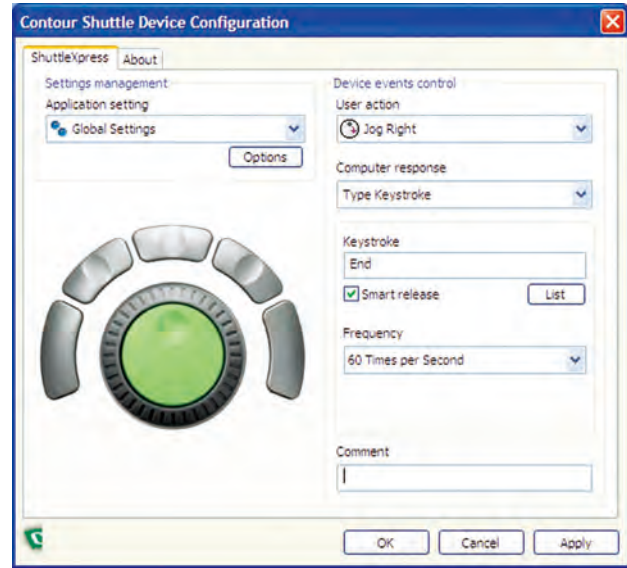 Contour Shuttle Device Configuration
ShuttleXpress
About
Settings management
Application setting
Global Settings
Options
Device events control
User action
Jog Right
Computer response
Type Keystroke
Keystroke
End
Smart release
List
Frequency
60 Times per Second
Comment
OK
Cancel
Apply